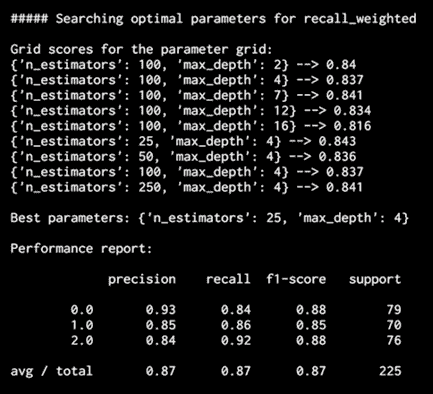 ##### Searching optimal parameters for recall_weighted
Grid scores for the parameter grid:
{'n_estimators': 100, 'max_depth': 2} --> 0.84
{'n_estimators': 100, 'max_depth': 4} --> 0.837
{'n_estimators': 100, 'max_depth': 7} --> 0.841
{'n_estimators': 100, 'max_depth': 12} --> 0.834
{'n_estimators': 100, 'max_depth': 16} --> 0.816
{'n_estimators': 25, 'max_depth': 4} --> 0.843
{'n_estimators': 50, 'max_depth': 4} --> 0.836
{'n_estimators': 100, 'max_depth': 4} --> 0.837
{'n_estimators': 250, 'max_depth': 4} --> 0.841
Best parameters: {'n_estimators': 25, 'max_depth': 4}
Performance report:
precision recall f1-score support
0.0 0.93 0.84 0.88 79
1.0 0.85 0.86 0.85 70
2.0 0.84 0.92 0.88 76
avg / total 0.87 0.87 0.87 225